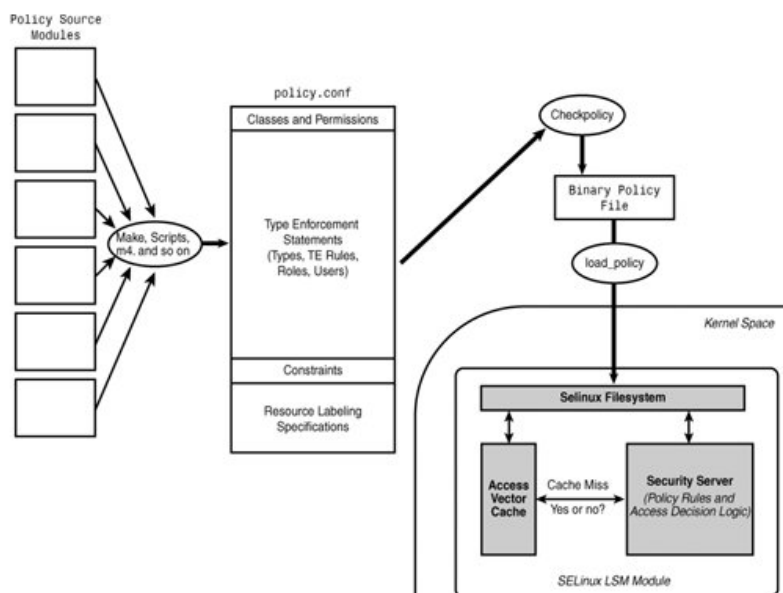 Policy Source
Modules
policy.conf
Classes and Permissions
Type Enforcement
Statements
(Types, TE Rules,
Roles, Users)
Constraints
Resource Labeling
Specifications
Make, Scripts,
m4. and so on
Checkpolicy
Binary Policy
File
load_policy
Kernel Space
Selinux Filesystem
Access
Vector
Cache
Cache Miss
Yes or no?
Security Server
(Policy Rules and
Access Decision Logic)
SELinux LSM Module